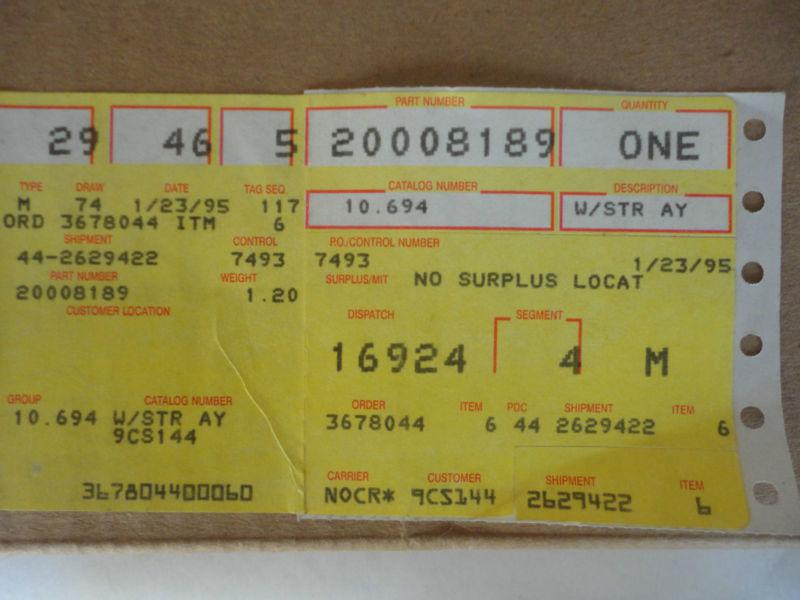 29 46 5
TYPE DRAW DATE TAG SEQ.
M 74 1/23/95 117
ORD 3678044 ITM 6
SHIPMENT CONTROL
44-2629422 7493
PART NUMBER WEIGHT
20008189 1.20
CUSTOMER LOCATION
GROUP CATALOG NUMBER
10.694 W/STR AY
9CS144
367804400060
PART NUMBER QUANTITY
20008189 ONE
CATALOG NUMBER DESCRIPTION
10.694 W/STR AY
P.O./CONTROL NUMBER
7493 1/23/95
SURPLUS/MIT NO SURPLUS LOCAT
DISPATCH SEGMENT
16924 4 M
ORDER ITEM PDC SHIPMENT ITEM
3678044 6 44 2629422 6
CARRIER CUSTOMER SHIPMENT ITEM
NOCR* 9CS144 2629422 6